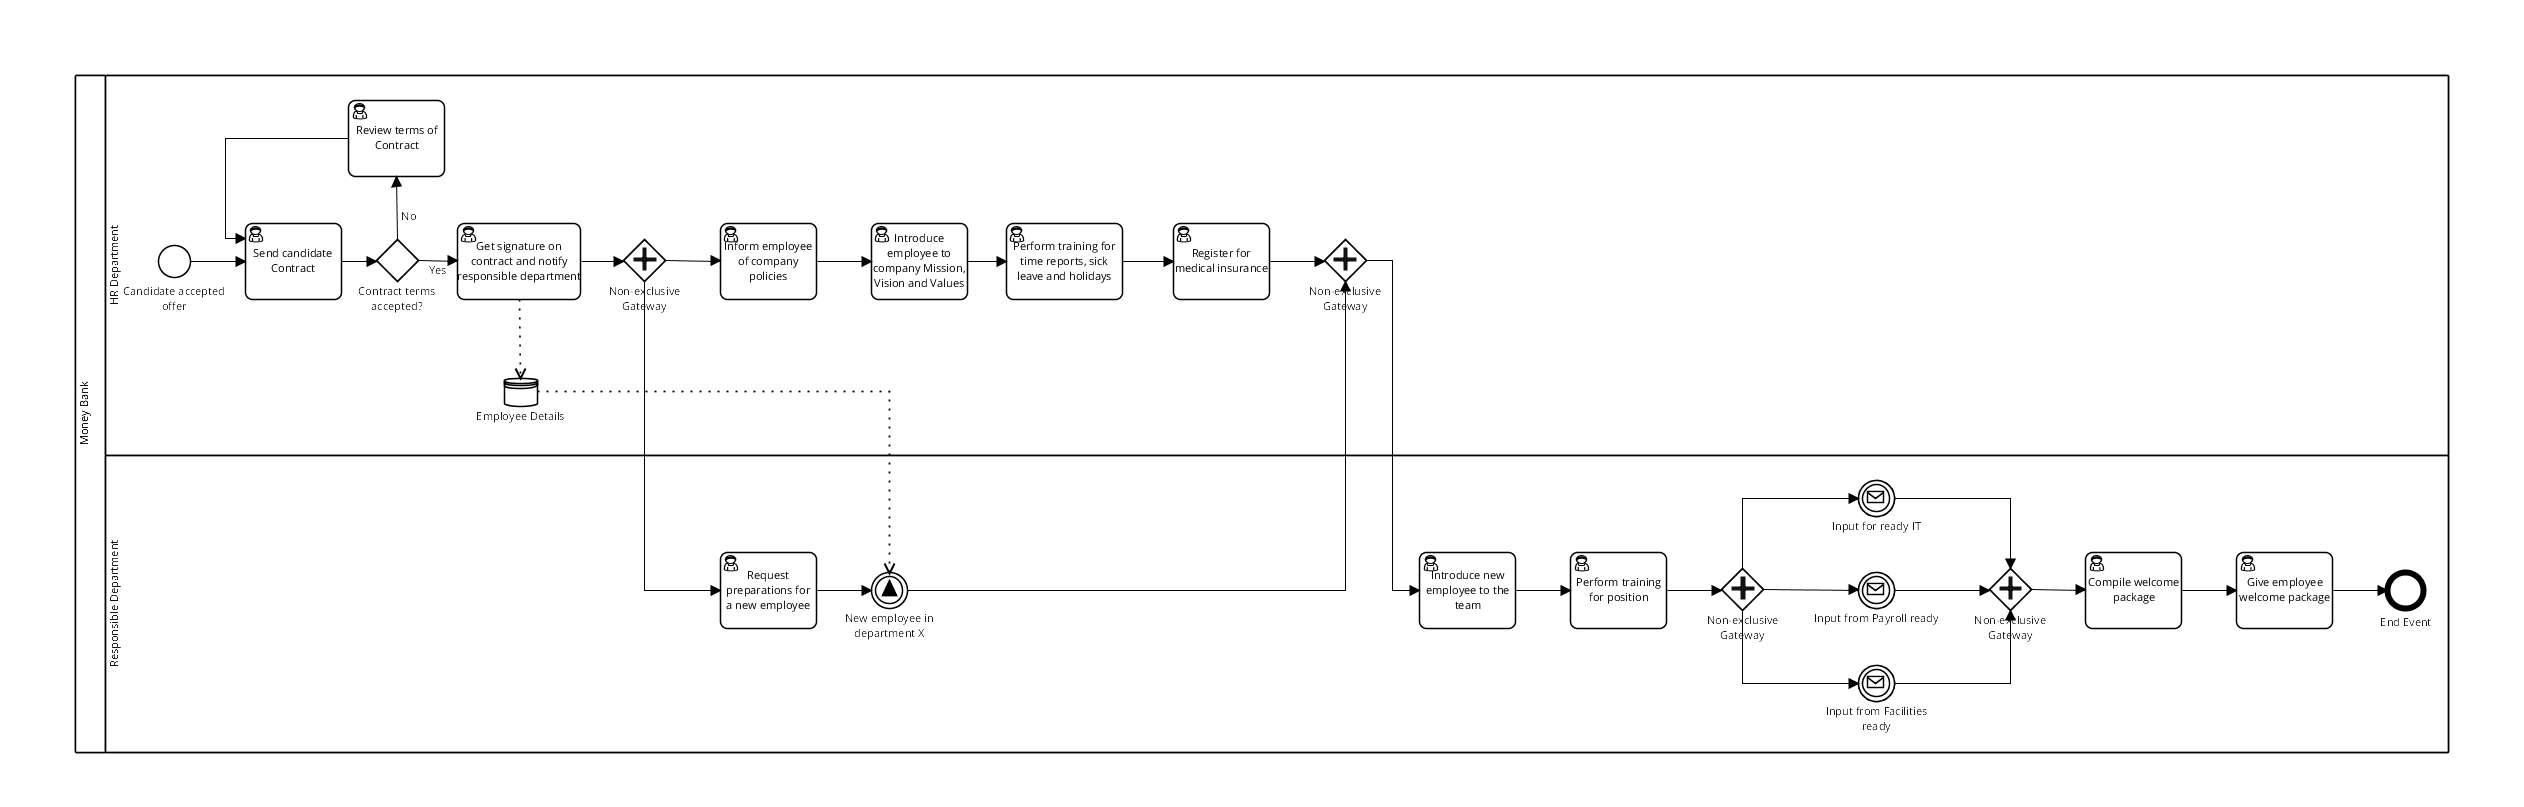 Money Bank
HR Department
Review terms of
Contract
No
Candidate accepted
offer
Send candidate
Contract
Contract terms
accepted?
Yes
Get signature on
contract and notify
responsible department
Non-exclusive
Gateway
Inform employee
of company
policies
Introduce
employee to
company Mission,
Vision and Values
Perform training for
time reports, sick
leave and holidays
Register for
medical insurance
Non-exclusive
Gateway
Employee Details
Responsible Department
Request
preparations for
a new employee
New employee in
department X
Introduce new
employee to the
team
Perform training
for position
Non-exclusive
Gateway
Input for ready IT
Input from Payroll ready
Input from Facilities
ready
Non-exclusive
Gateway
Compile welcome
package
Give employee
welcome package
End Event